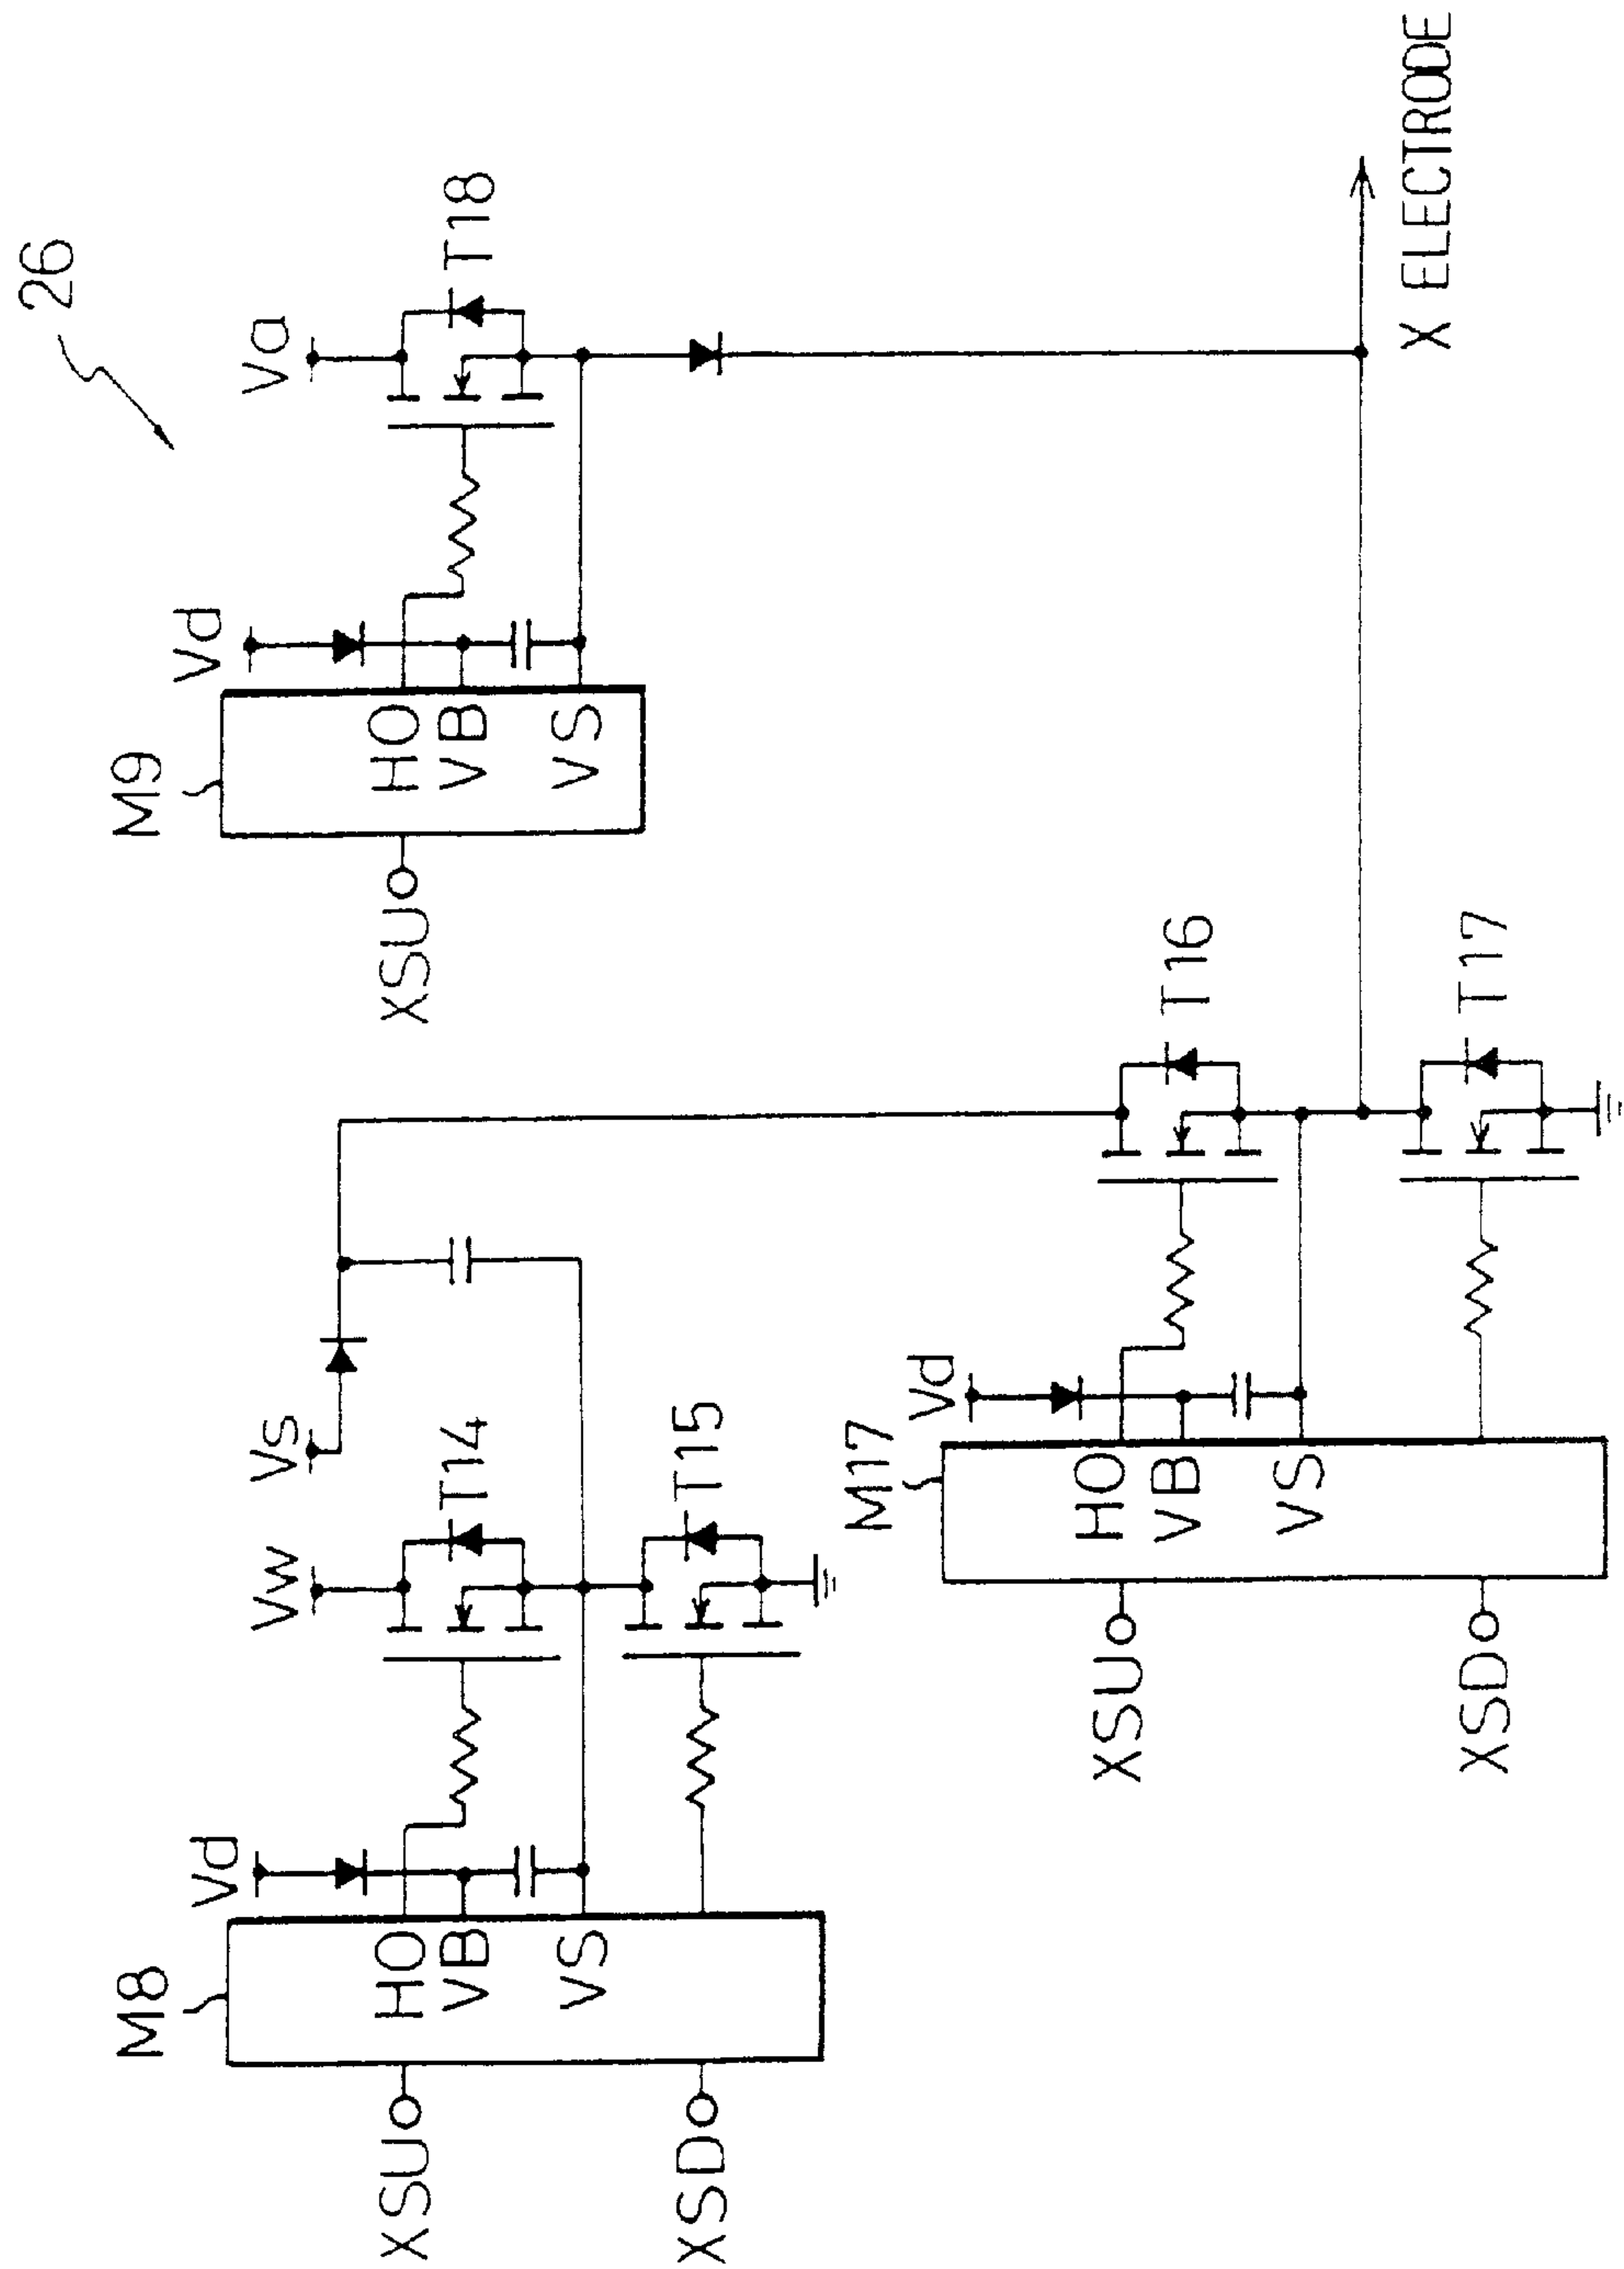 26
Va
T18
Vd
M9
HO
VB
VS
XSU
Vs
Vw
T14
T15
Vd
M8
HO
VB
VS
XSU
XSD
T16
T17
Vd
M17
HO
VB
VS
XSU
XSD
X ELECTRODE